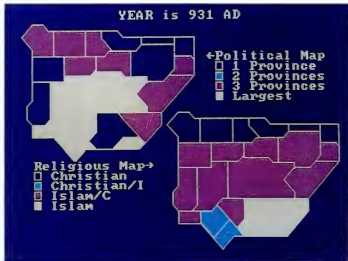 YEAR is 931 AD
←Political Map
1 Province
2 Provinces
3 Provinces
Largest
Religious Map→
Christian
Christian/I
Islam/C
Islam